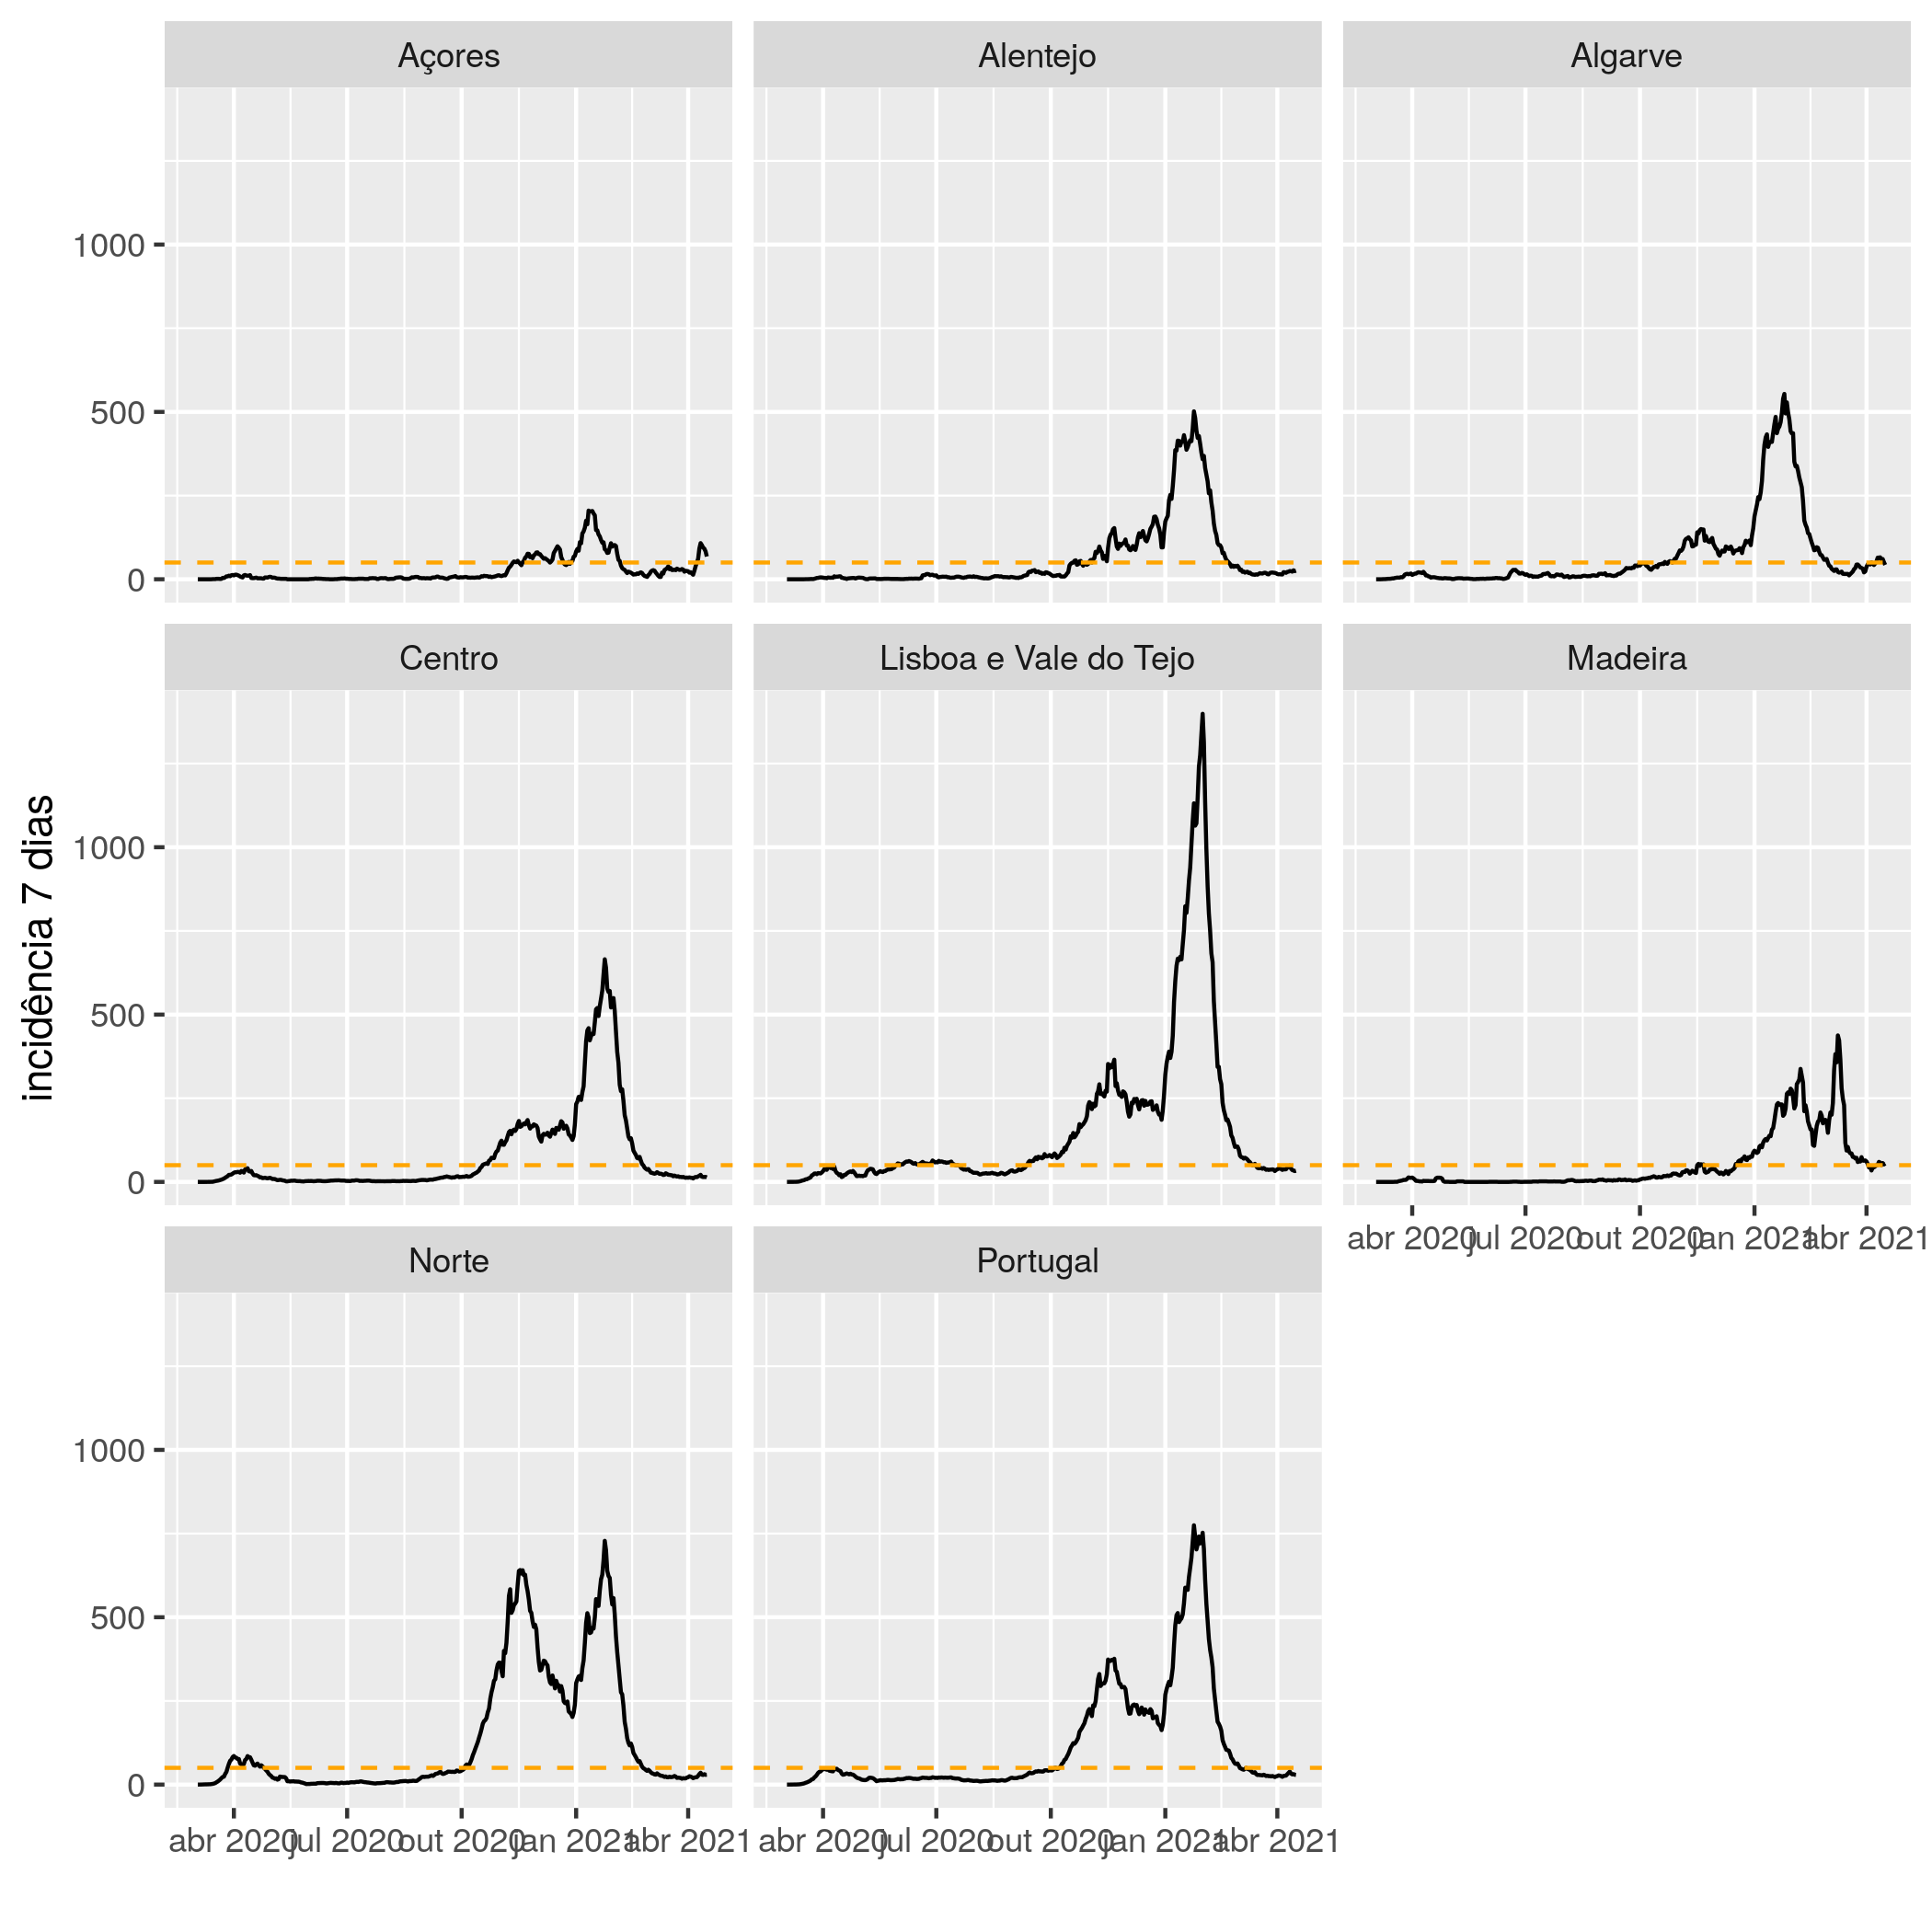 Açores
Alentejo
Algarve
1000
500
0
Centro
Lisboa e Vale do Tejo
Madeira
incidência 7 dias
1000
500
0
abr 2020
jul 2020
out 2020
jan 2021
abr 2021
Norte
Portugal
1000
500
0
abr 2020
jul 2020
out 2020
jan 2021
abr 2021
abr 2020
jul 2020
out 2020
jan 2021
abr 2021